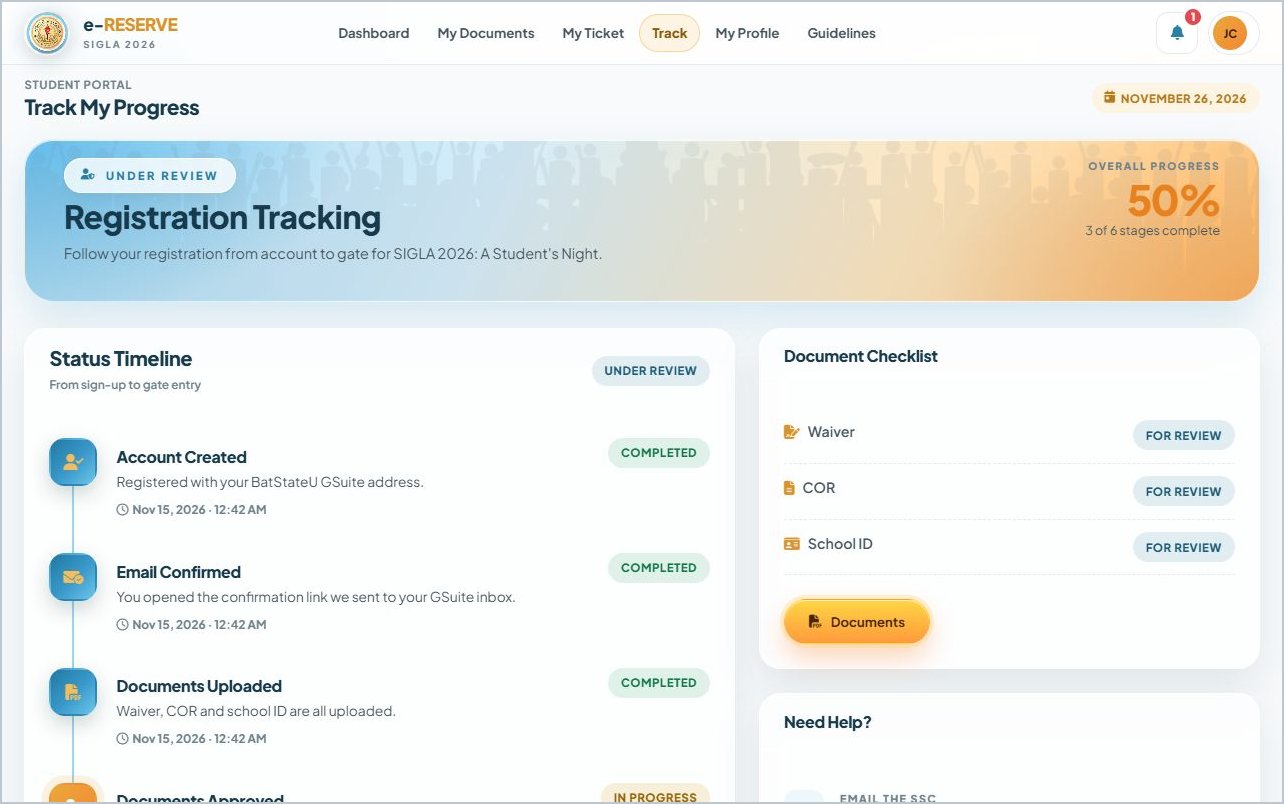 e-RESERVE
SIGLA 2026
Dashboard
My Documents
My Ticket
Track
My Profile
Guidelines
1
JC
STUDENT PORTAL
Track My Progress
NOVEMBER 26, 2026
UNDER REVIEW
Registration Tracking
Follow your registration from account to gate for SIGLA 2026: A Student's Night.
OVERALL PROGRESS
50%
3 of 6 stages complete
Status Timeline
From sign-up to gate entry
UNDER REVIEW
Account Created
Registered with your BatStateU GSuite address.
Nov 15, 2026 · 12:42 AM
COMPLETED
Email Confirmed
You opened the confirmation link we sent to your GSuite inbox.
Nov 15, 2026 · 12:42 AM
COMPLETED
Documents Uploaded
Waiver, COR and school ID are all uploaded.
Nov 15, 2026 · 12:42 AM
COMPLETED
Documents Approved
IN PROGRESS
Document Checklist
Waiver
FOR REVIEW
COR
FOR REVIEW
School ID
FOR REVIEW
Documents
Need Help?
EMAIL THE SSC